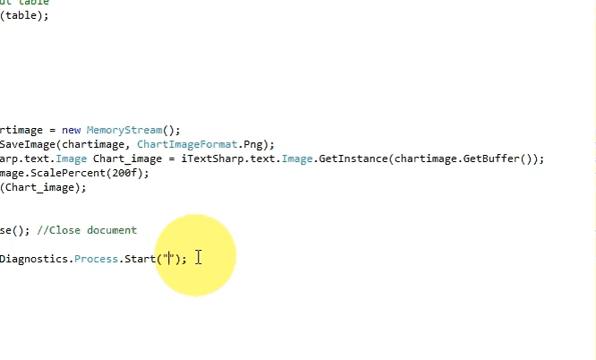 ut table
(table);
rtimage = new MemoryStream();
SaveImage(chartimage, ChartImageFormat.Png);
arp.text.Image Chart_image = iTextSharp.text.Image.GetInstance(chartimage.GetBuffer());
mage.ScalePercent(200f);
(Chart_image);
se(); //Close document
Diagnostics.Process.Start("");